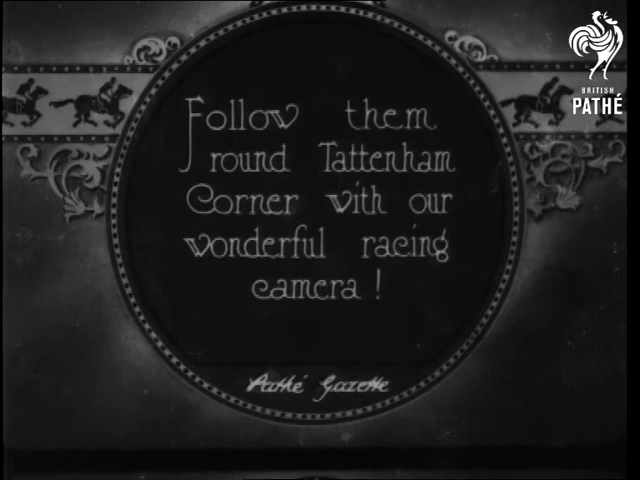 Follow them
round Tattenham
Corner with our
wonderful racing
camera !
Pathé Gazette
BRITISH
PATHÉ